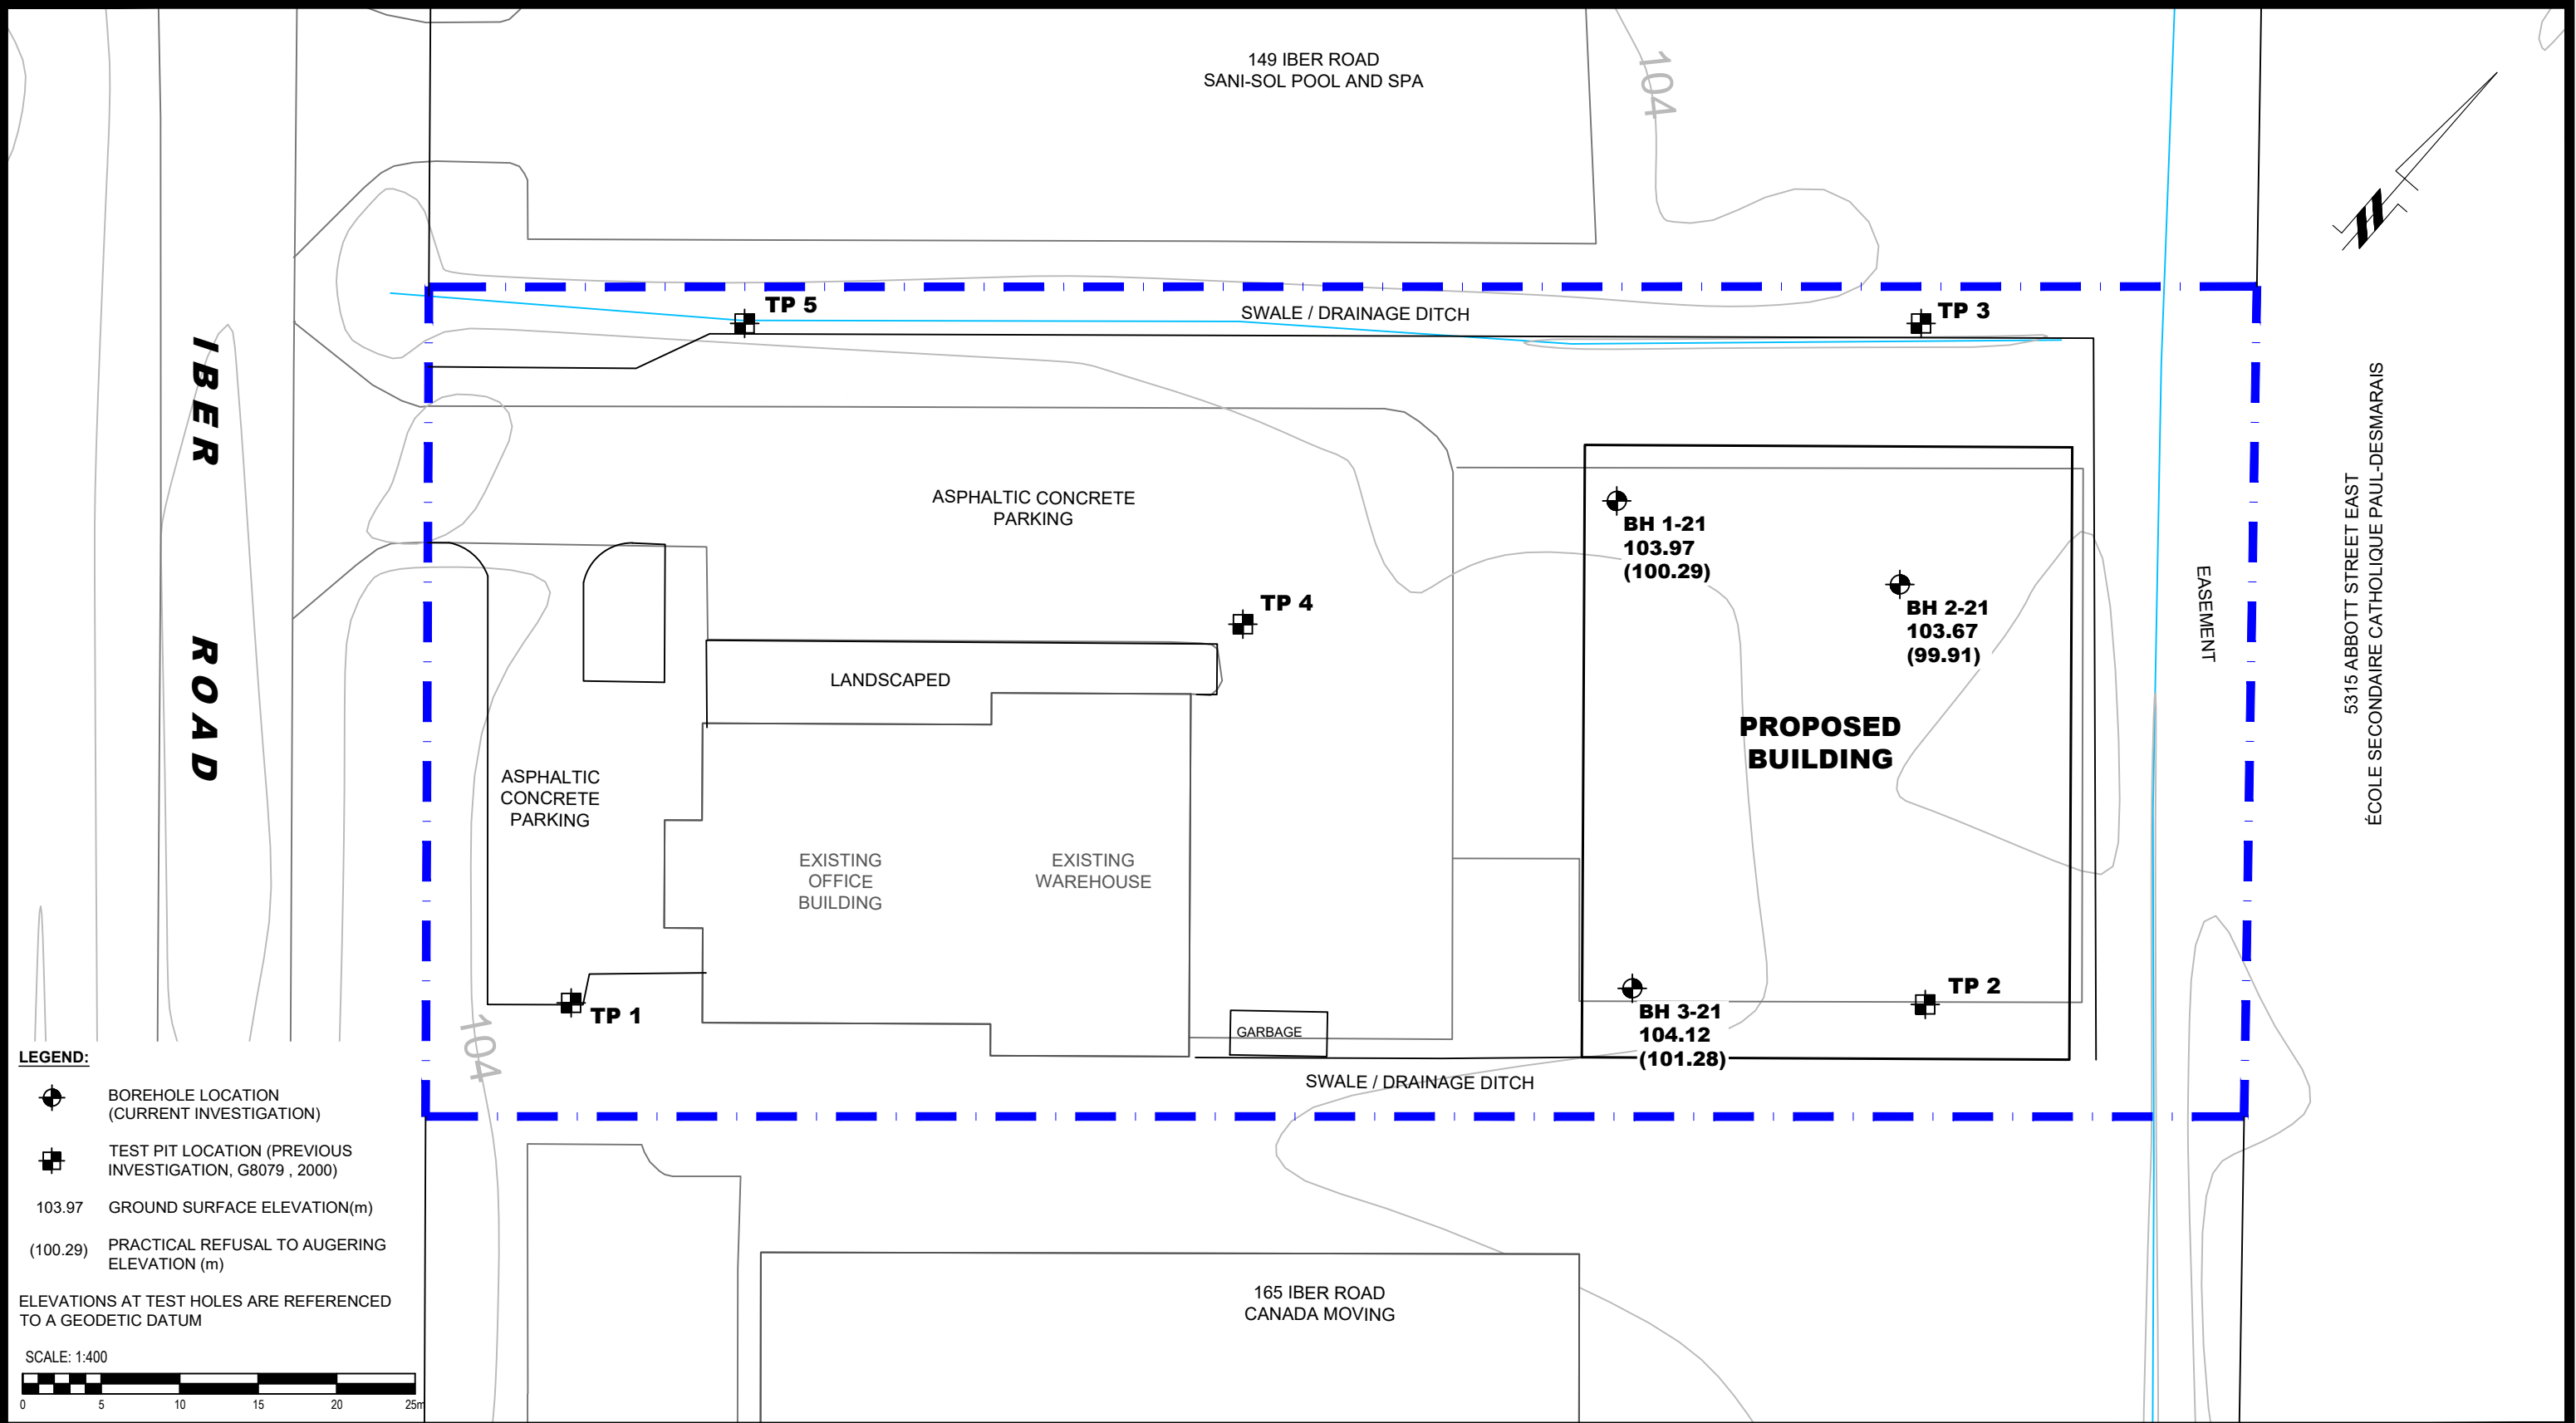 149 IBER ROAD
SANI-SOL POOL AND SPA
104
TP 5
SWALE / DRAINAGE DITCH
TP 3
IBER ROAD
ASPHALTIC CONCRETE
PARKING
BH 1-21
103.97
(100.29)
BH 2-21
103.67
(99.91)
TP 4
LANDSCAPED
PROPOSED
BUILDING
EASEMENT
5315 ABBOTT STREET EAST
ÉCOLE SECONDAIRE CATHOLIQUE PAUL-DESMARAIS
ASPHALTIC
CONCRETE
PARKING
EXISTING
OFFICE
BUILDING
EXISTING
WAREHOUSE
TP 1
TP 2
BH 3-21
104.12
(101.28)
GARBAGE
104
SWALE / DRAINAGE DITCH
165 IBER ROAD
CANADA MOVING
LEGEND:
BOREHOLE LOCATION
(CURRENT INVESTIGATION)
TEST PIT LOCATION (PREVIOUS
INVESTIGATION, G8079 , 2000)
103.97 GROUND SURFACE ELEVATION(m)
(100.29) PRACTICAL REFUSAL TO AUGERING
ELEVATION (m)
ELEVATIONS AT TEST HOLES ARE REFERENCED
TO A GEODETIC DATUM
SCALE: 1:400
0 5 10 15 20 25m